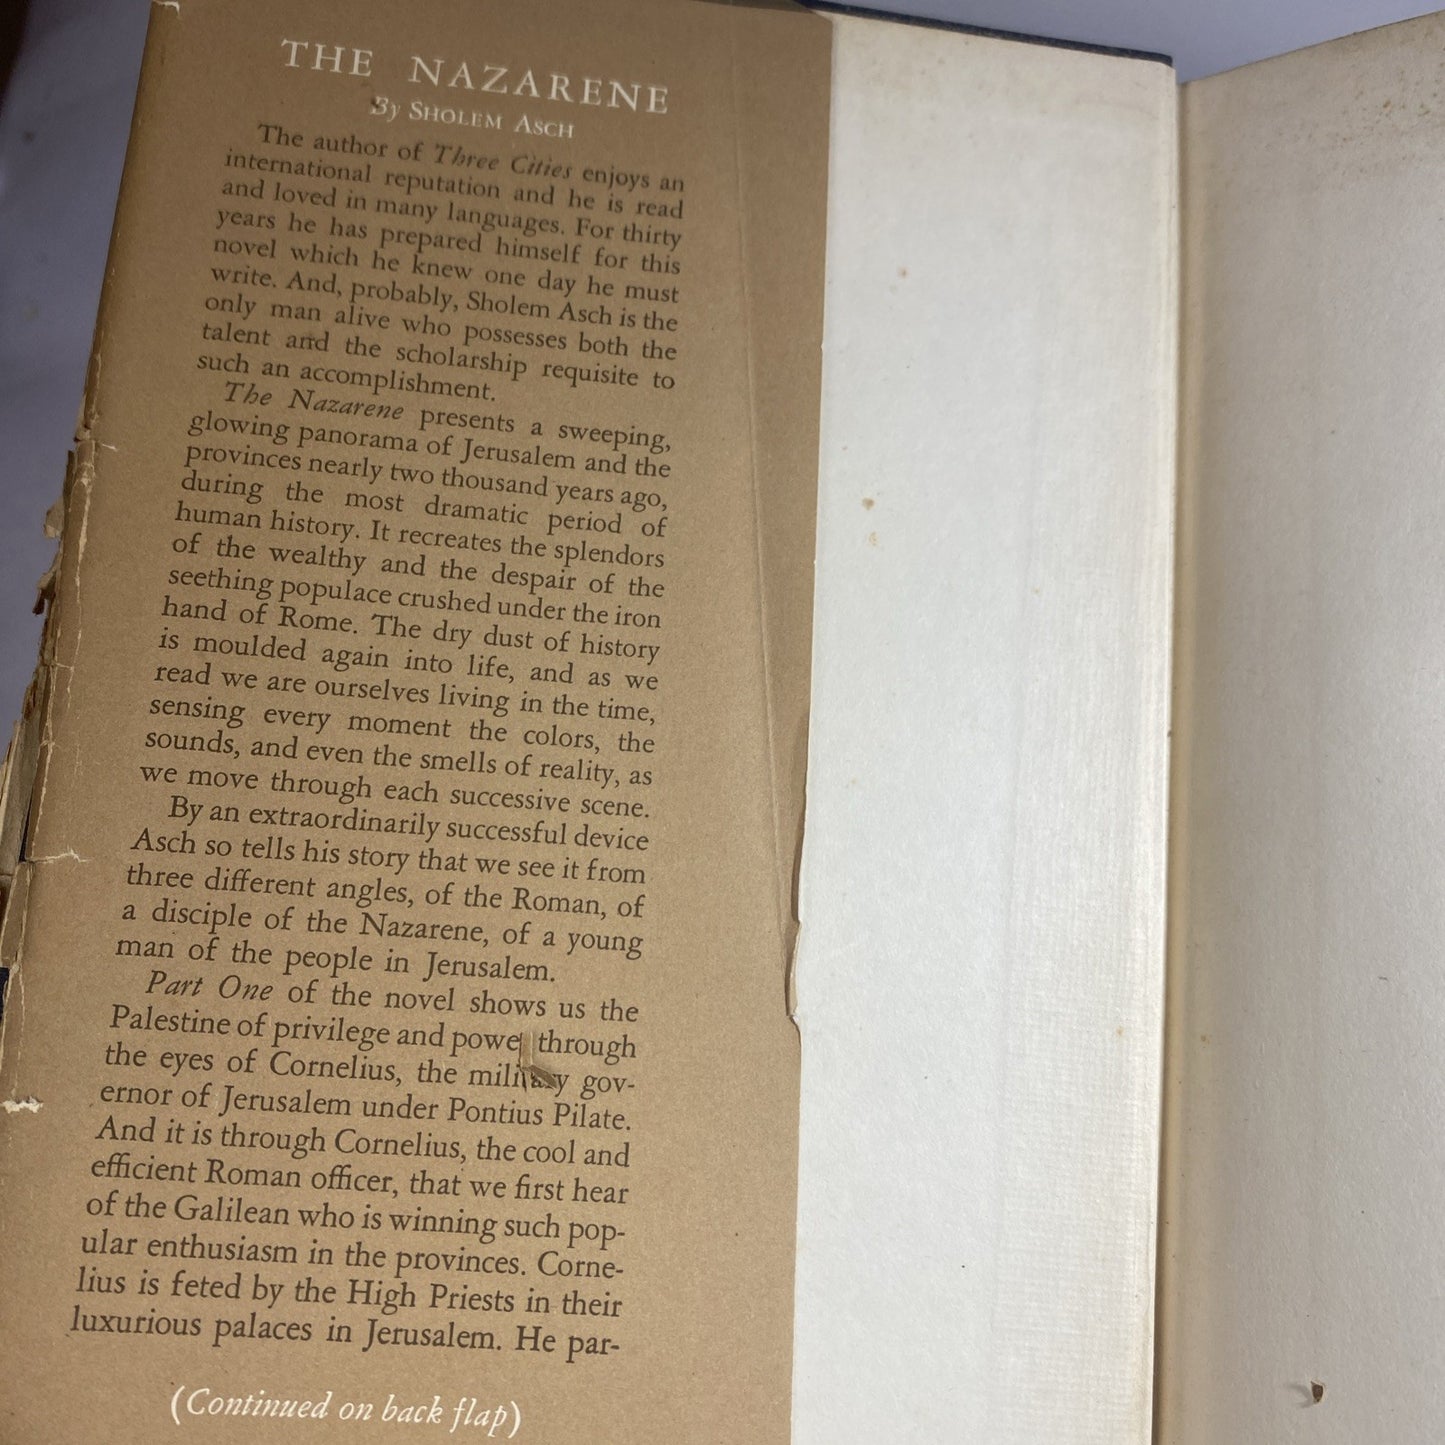 THE NAZARENE
By SHOLEM ASCH
The author of Three Cities enjoys an
international reputation and he is read
and loved in many languages. For thirty
years he has prepared himself for this
novel which he knew one day he must
write. And, probably, Sholem Asch is the
only man alive who possesses both the
talent and the scholarship requisite to
such an accomplishment.
The Nazarene presents a sweeping,
glowing panorama of Jerusalem and the
provinces nearly two thousand years ago,
during the most dramatic period of
human history. It recreates the splendors
of the wealthy and the despair of the
seething populace crushed under the iron
hand of Rome. The dry dust of history
is moulded again into life, and as we
read we are ourselves living in the time,
sensing every moment the colors, the
sounds, and even the smells of reality, as
we move through each successive scene.
By an extraordinarily successful device
Asch so tells his story that we see it from
three different angles, of the Roman, of
a disciple of the Nazarene, of a young
man of the people in Jerusalem.
Part One of the novel shows us the
Palestine of privilege and powe through
the eyes of Cornelius, the military gov-
ernor of Jerusalem under Pontius Pilate.
And it is through Cornelius, the cool and
efficient Roman officer, that we first hear
of the Galilean who is winning such pop-
ular enthusiasm in the provinces. Corne-
lius is feted by the High Priests in their
luxurious palaces in Jerusalem. He par-
(Continued on back flap)